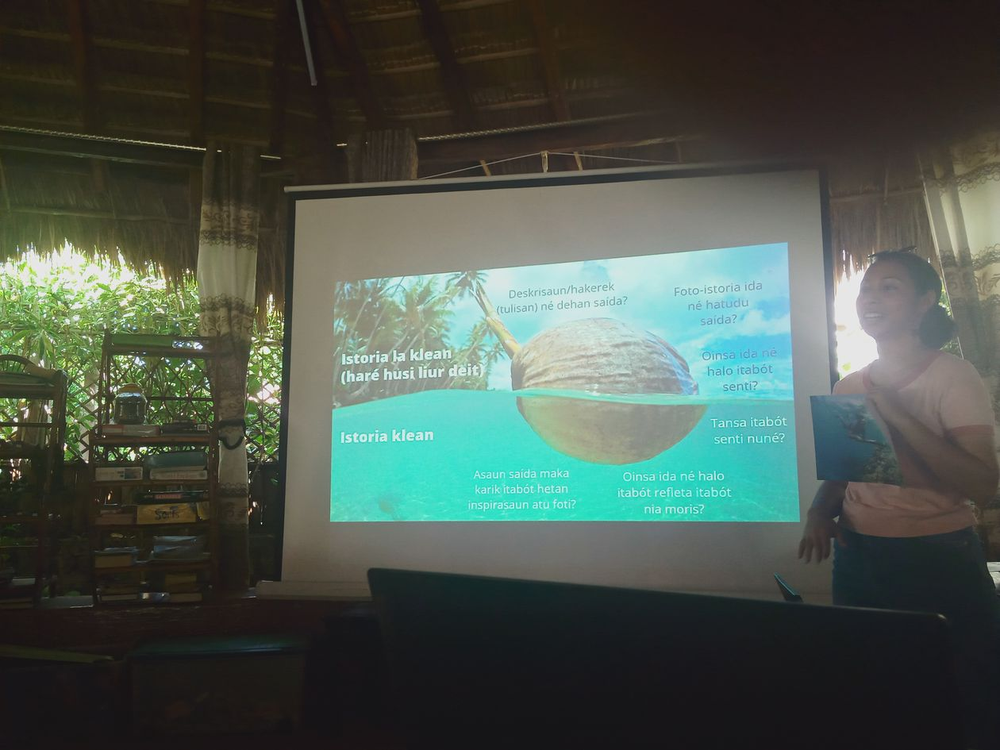 Deskrisaun/hakerek
(tulisan) né dehan saída?
Foto-istoria ida
né hatudu
saída?
Istoria la klean
(haré husi liur deit)
Oinsa ida né
halo itabót
senti?
Istoria klean
Tansa itabót
senti nuné?
Asaun saída maka
karik itabót hetan
inspirasaun atu foti?
Oinsa ida né halo
itabót refleta itabót
nia moris?